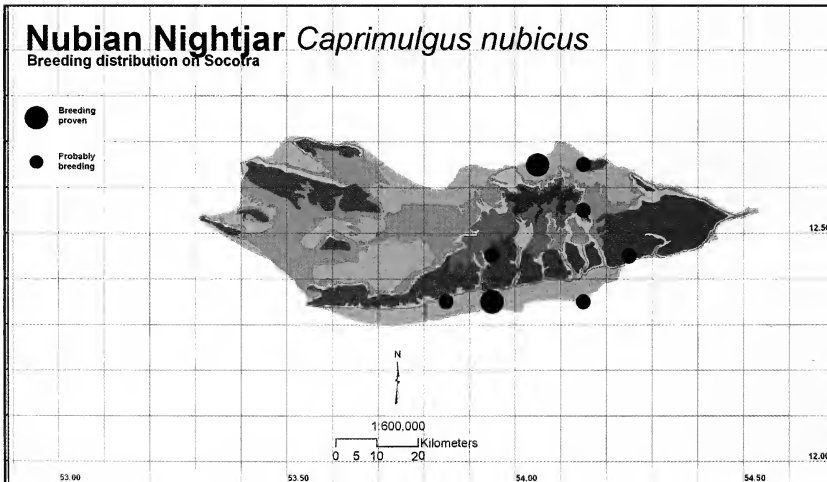 Nubian Nightjar Caprimulgus nubicus
Breeding distribution on Socotra
Breeding
proven
Probably
breeding
12.50
N
1:600,000
Kilometers
0 5 10 20
12.00
53.00 53.50 54.00 54.50